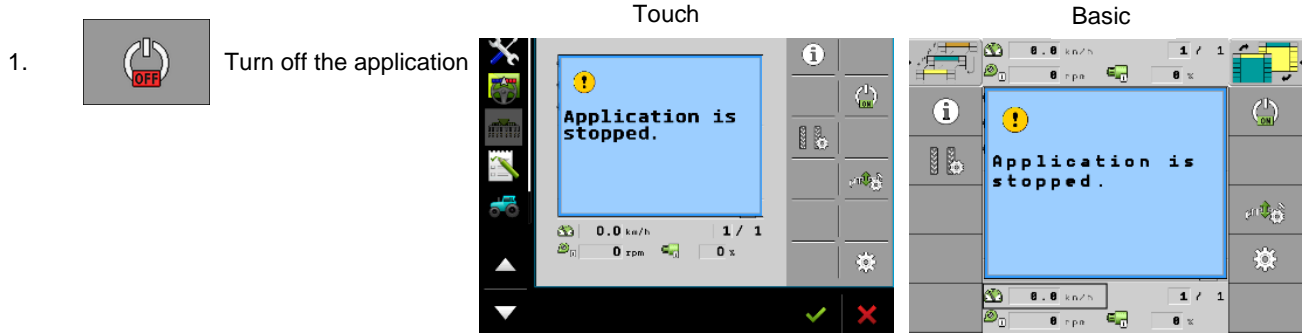 Touch
Basic
1.
OFF
Turn off the application
i
ON
Application is
stopped.
0.0 km/h
1 / 1
0 rpm
0 %
0.0 km/h
1 / 1
0 rpm
0 %
i
ON
Application is
stopped.
0.0 km/h
1 / 1
0 rpm
0 %